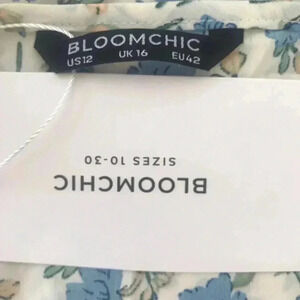 BLOOMCHIC
US12 UK 16 EU42
BLOOMCHIC
SIZES 10-30